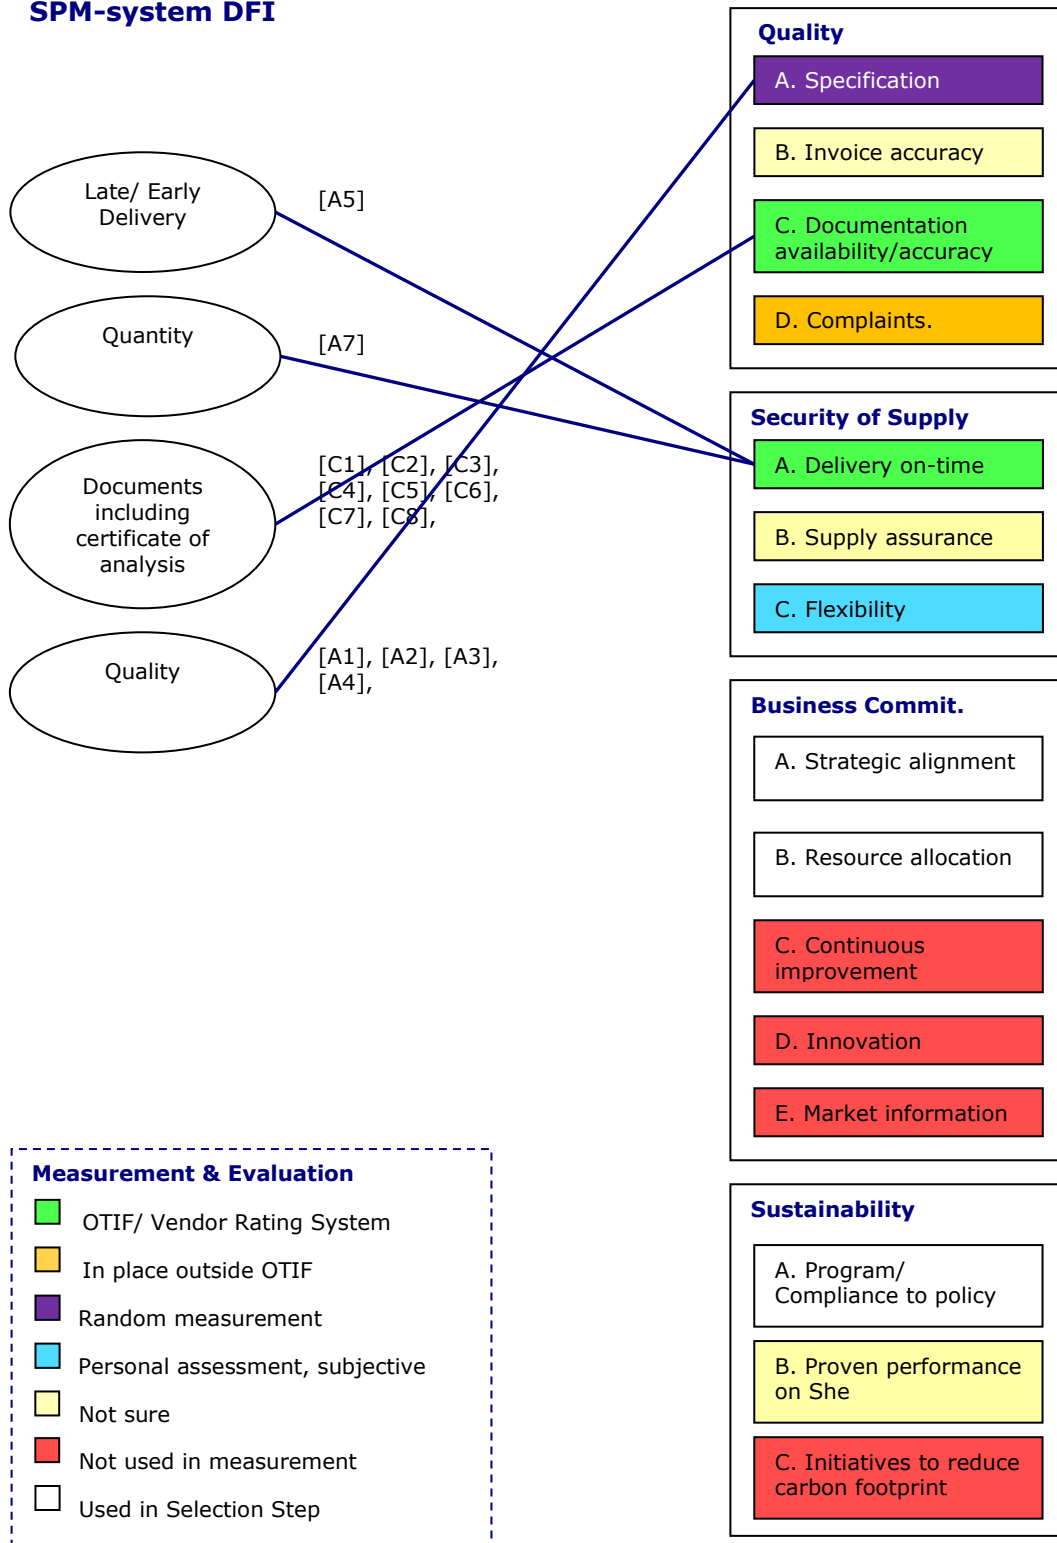 SPM-system DFI
Late/ Early
Delivery
[A5]
Quantity
[A7]
Documents
including
certificate of
analysis
[C1], [C2], [C3],
[C4], [C5], [C6],
[C7], [C8],
Quality
[A1], [A2], [A3],
[A4],
Quality
A. Specification
B. Invoice accuracy
C. Documentation
availability/accuracy
D. Complaints.
Security of Supply
A. Delivery on-time
B. Supply assurance
C. Flexibility
Business Commit.
A. Strategic alignment
B. Resource allocation
C. Continuous
improvement
D. Innovation
E. Market information
Sustainability
A. Program/
Compliance to policy
B. Proven performance
on She
C. Initiatives to reduce
carbon footprint
Measurement & Evaluation
OTIF/ Vendor Rating System
In place outside OTIF
Random measurement
Personal assessment, subjective
Not sure
Not used in measurement
Used in Selection Step